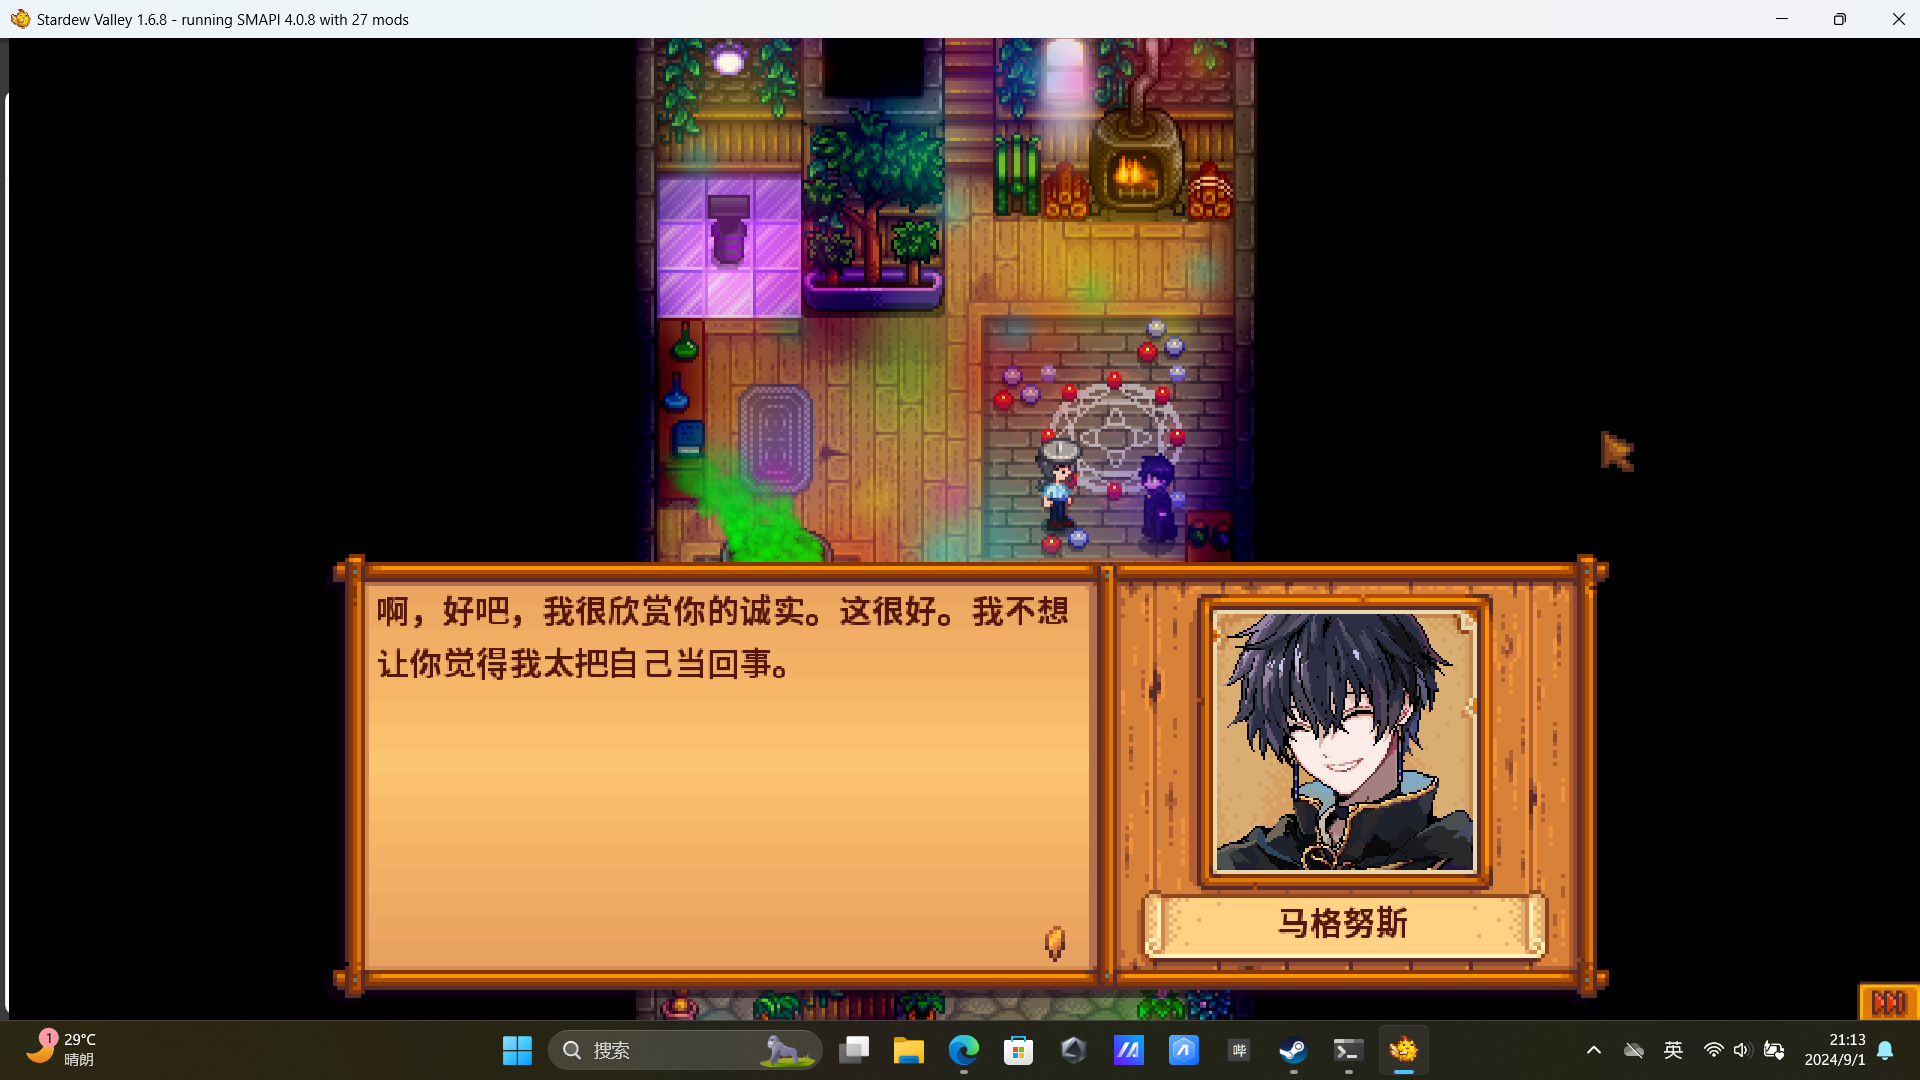 Stardew Valley 1.6.8 - running SMAPI 4.0.8 with 27 mods
啊，好吧，我很欣赏你的诚实。这很好。我不想
让你觉得我太把自己当回事。
马格努斯
1
29°C
晴朗
搜索
哔
英
21:13
2024/9/1